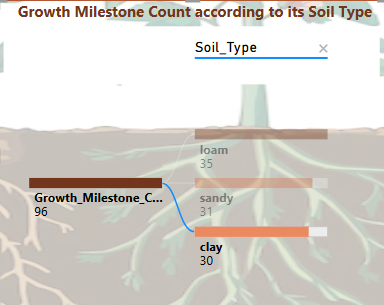 Growth Milestone Count according to its Soil Type
Soil_Type ×
loam
35
Growth_Milestone_C...
96
sandy
31
clay
30